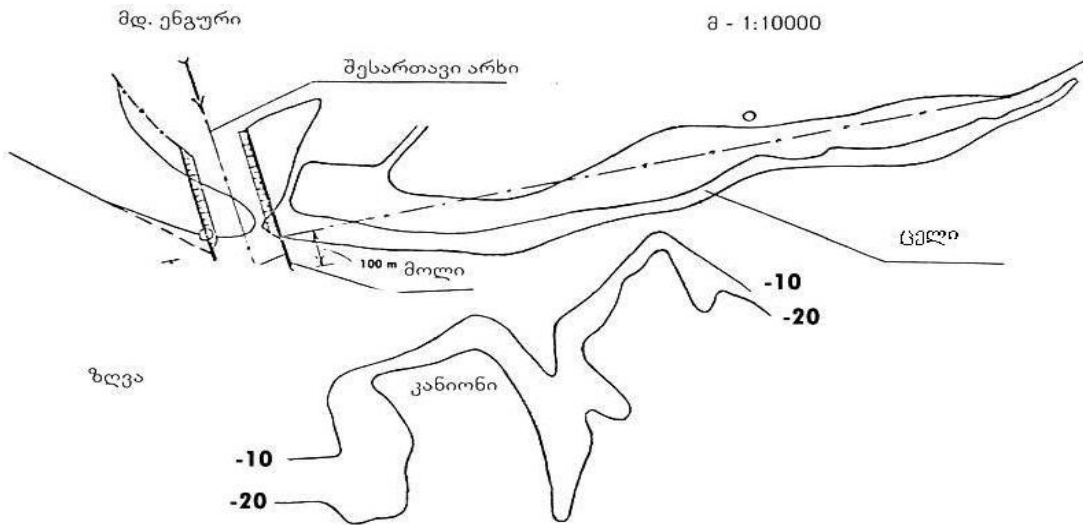 მდ. ენგური
მ - 1:10000
შესართავი არხი
ცელი
100 m მოლი
-10
-20
ზღვა
კანიონი
-10
-20